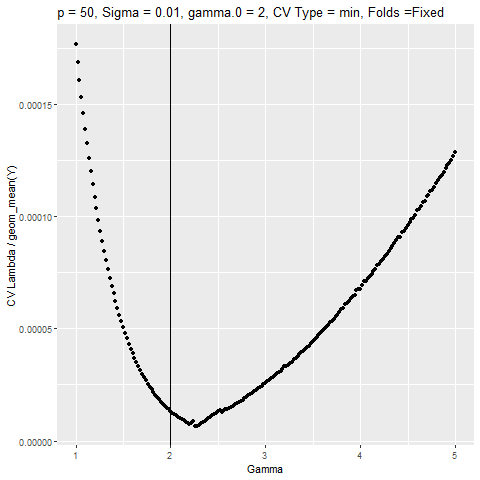 p = 50, Sigma = 0.01, gamma.0 = 2, CV Type = min, Folds =Fixed
CV Lambda / geom_mean(Y)
0.00015
0.00010
0.00005
0.00000
1 2 3 4 5
Gamma